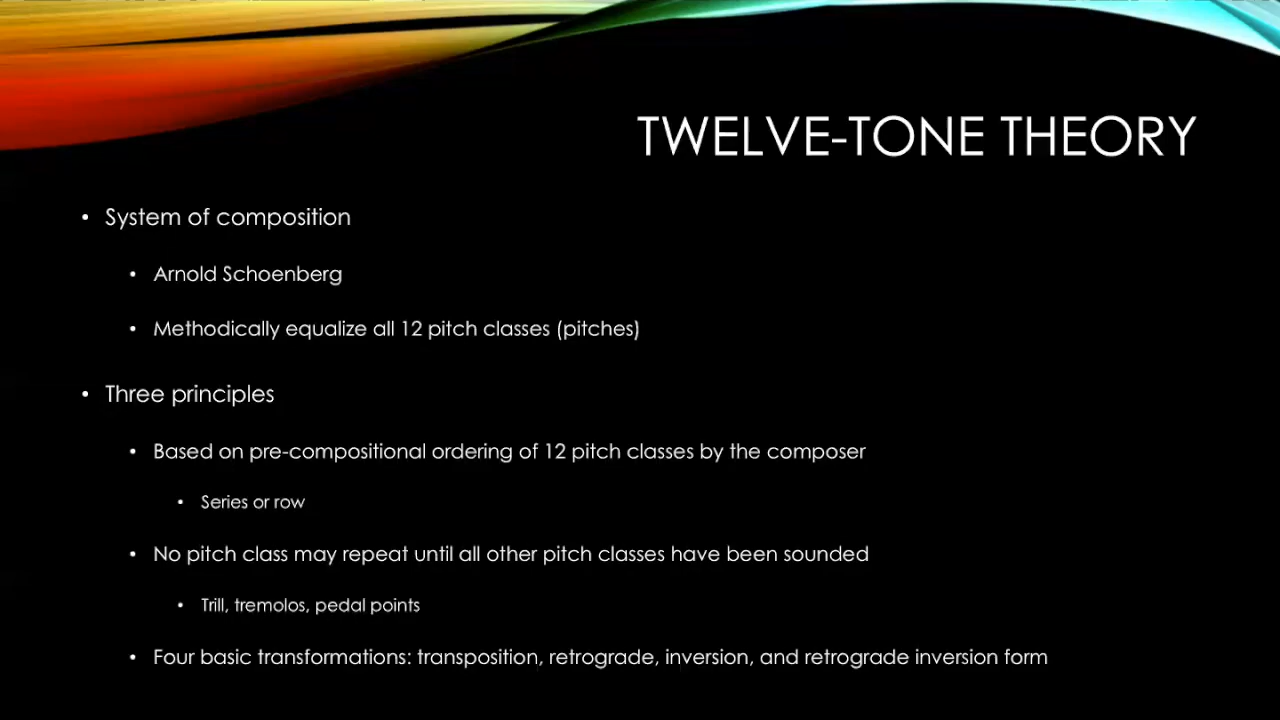 TWELVE-TONE THEORY
• System of composition
• Arnold Schoenberg
• Methodically equalize all 12 pitch classes (pitches)
• Three principles
• Based on pre-compositional ordering of 12 pitch classes by the composer
• Series or row
• No pitch class may repeat until all other pitch classes have been sounded
• Trill, tremolos, pedal points
• Four basic transformations: transposition, retrograde, inversion, and retrograde inversion form